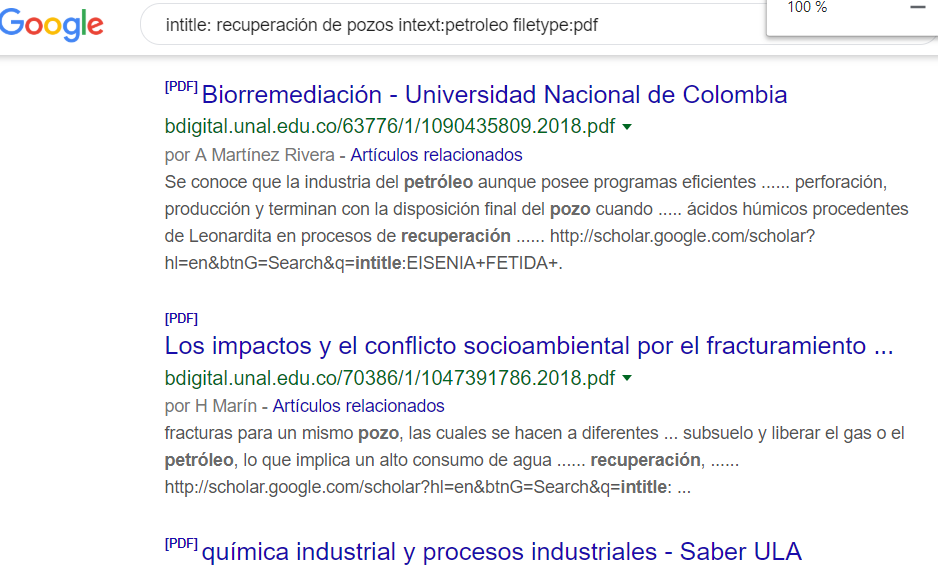 100 %
Google
intitle: recuperación de pozos intext:petroleo filetype:pdf
[PDF] Biorremediación - Universidad Nacional de Colombia
bdigital.unal.edu.co/63776/1/1090435809.2018.pdf
por A Martínez Rivera - Artículos relacionados
Se conoce que la industria del petróleo aunque posee programas eficientes ...... perforación,
producción y terminan con la disposición final del pozo cuando ..... ácidos húmicos procedentes
de Leonardita en procesos de recuperación ...... http://scholar.google.com/scholar?
hl=en&btnG=Search&q=intitle:EISENIA+FETIDA+.
[PDF]
Los impactos y el conflicto socioambiental por el fracturamiento ...
bdigital.unal.edu.co/70386/1/1047391786.2018.pdf
por H Marín - Artículos relacionados
fracturas para un mismo pozo, las cuales se hacen a diferentes ... subsuelo y liberar el gas o el
petróleo, lo que implica un alto consumo de agua ...... recuperación, ......
http://scholar.google.com/scholar?hl=en&btnG=Search&q=intitle: ...
[PDF] química industrial y procesos industriales - Saber ULA